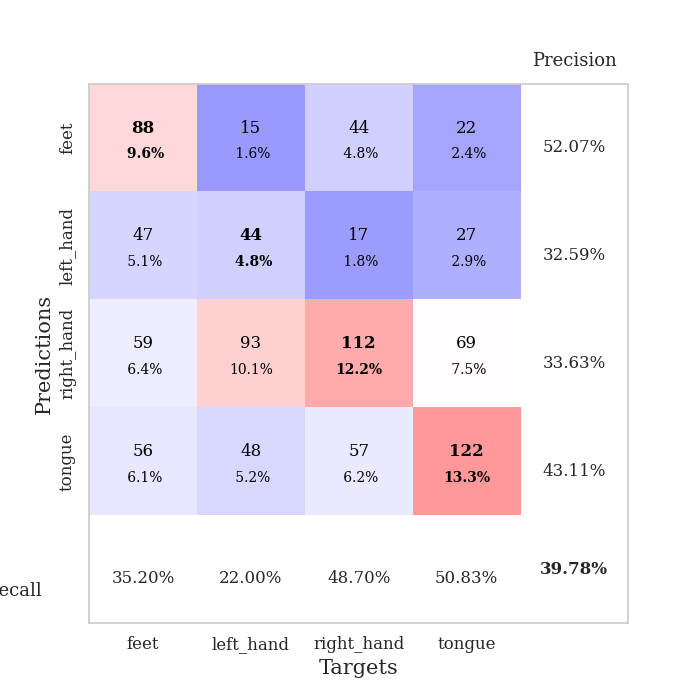 Precision
feet
88 15 44 22 52.07%
9.6% 1.6% 4.8% 2.4%
left_hand
47 44 17 27 32.59%
5.1% 4.8% 1.8% 2.9%
right_hand
59 93 112 69 33.63%
6.4% 10.1% 12.2% 7.5%
tongue
56 48 57 122 43.11%
6.1% 5.2% 6.2% 13.3%
Predictions
ecall 35.20% 22.00% 48.70% 50.83% 39.78%
feet left_hand right_hand tongue
Targets